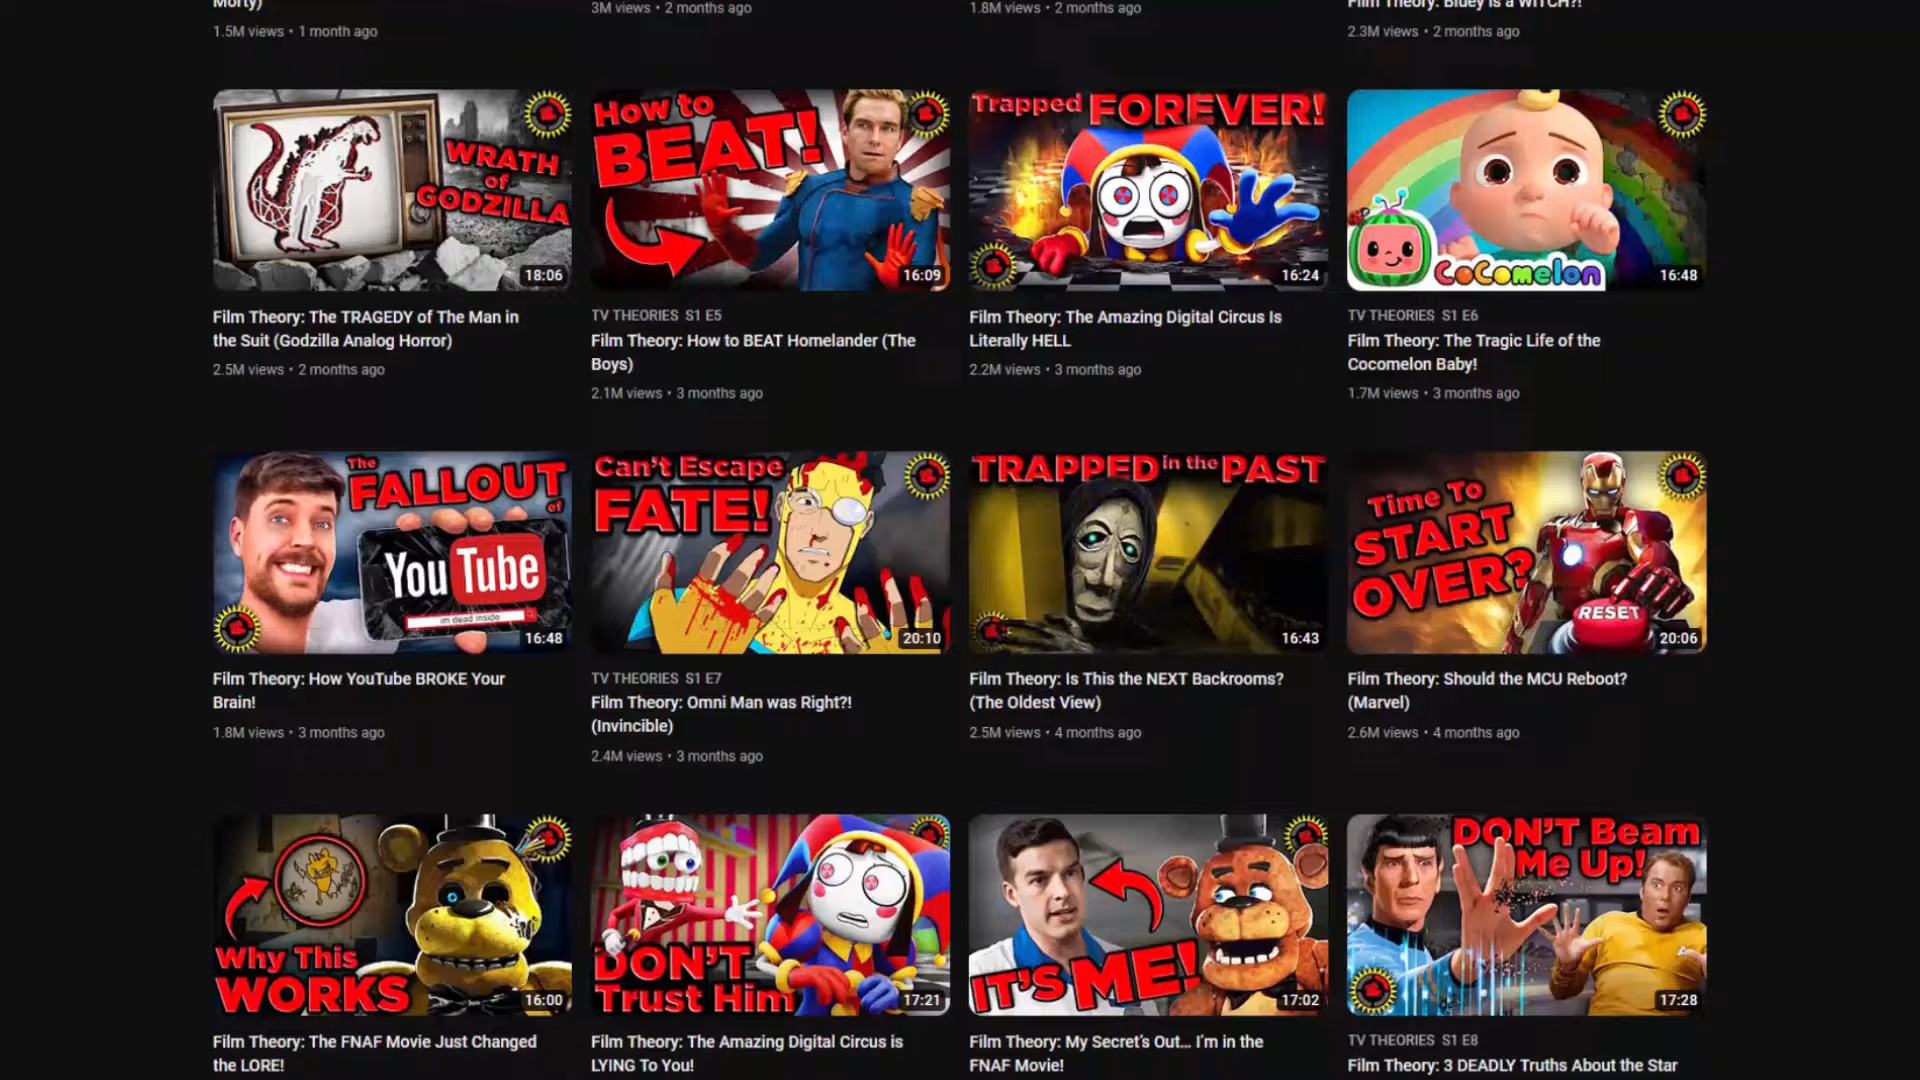 Morty)
1.5M views • 1 month ago
3M views • 2 months ago
1.8M views • 2 months ago
Film Theory: Bluey is a WITCH?!
2.3M views • 2 months ago
WRATH
of
GODZILLA
18:06
Film Theory: The TRAGEDY of The Man in
the Suit (Godzilla Analog Horror)
2.5M views • 2 months ago
How to
BEAT!
16:09
TV THEORIES S1 E5
Film Theory: How to BEAT Homelander (The
Boys)
2.1M views • 3 months ago
Trapped FOREVER!
16:24
Film Theory: The Amazing Digital Circus Is
Literally HELL
2.2M views • 3 months ago
CoComelon
16:48
TV THEORIES S1 E6
Film Theory: The Tragic Life of the
Cocomelon Baby!
1.7M views • 3 months ago
The
FALLOUT
of
YouTube
im dead inside
16:48
Film Theory: How YouTube BROKE Your
Brain!
1.8M views • 3 months ago
Can't Escape
FATE!
20:10
TV THEORIES S1 E7
Film Theory: Omni Man was Right?!
(Invincible)
2.4M views • 3 months ago
TRAPPED in the PAST
16:43
Film Theory: Is This the NEXT Backrooms?
(The Oldest View)
2.5M views • 4 months ago
Time To
START
OVER?
RESET
20:06
Film Theory: Should the MCU Reboot?
(Marvel)
2.6M views • 4 months ago
Why This
WORKS
16:00
Film Theory: The FNAF Movie Just Changed
the LORE!
DON'T
Trust Him
17:21
Film Theory: The Amazing Digital Circus is
LYING To You!
IT'S ME!
17:02
Film Theory: My Secret's Out... I'm in the
FNAF Movie!
DON'T Beam
Me Up!
17:28
TV THEORIES S1 E8
Film Theory: 3 DEADLY Truths About the Star